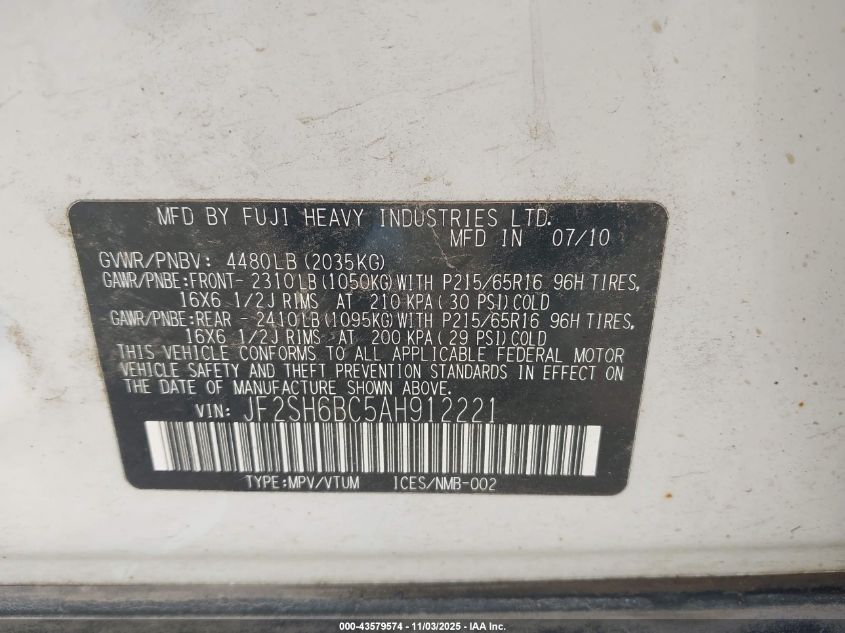 MFD BY FUJI HEAVY INDUSTRIES LTD.
MFD IN 07/10
GVWR/PNBV: 4480LB(2035KG)
GAWR/PNBE:FRONT- 2310LB(1050KG)WITH P215/65R16 96H TIRES,
16X6 1/2J RIMS AT 210 KPA(30 PSI)COLD
GAWR/PNBE:REAR - 2410LB(1095KG)WITH P215/65R16 96H TIRES,
16X6 1/2J RIMS AT 200 KPA(29 PSI)COLD
THIS VEHICLE CONFORMS TO ALL APPLICABLE FEDERAL MOTOR
VEHICLE SAFETY AND THEFT PREVENTION STANDARDS IN EFFECT ON
THE DATE OF MANUFACTURE SHOWN ABOVE.
VIN: JF2SH6BC5AH912221
TYPE:MPV/VTUM ICES/NMB-002
000-43579574 - 11/03/2025 - IAA Inc.